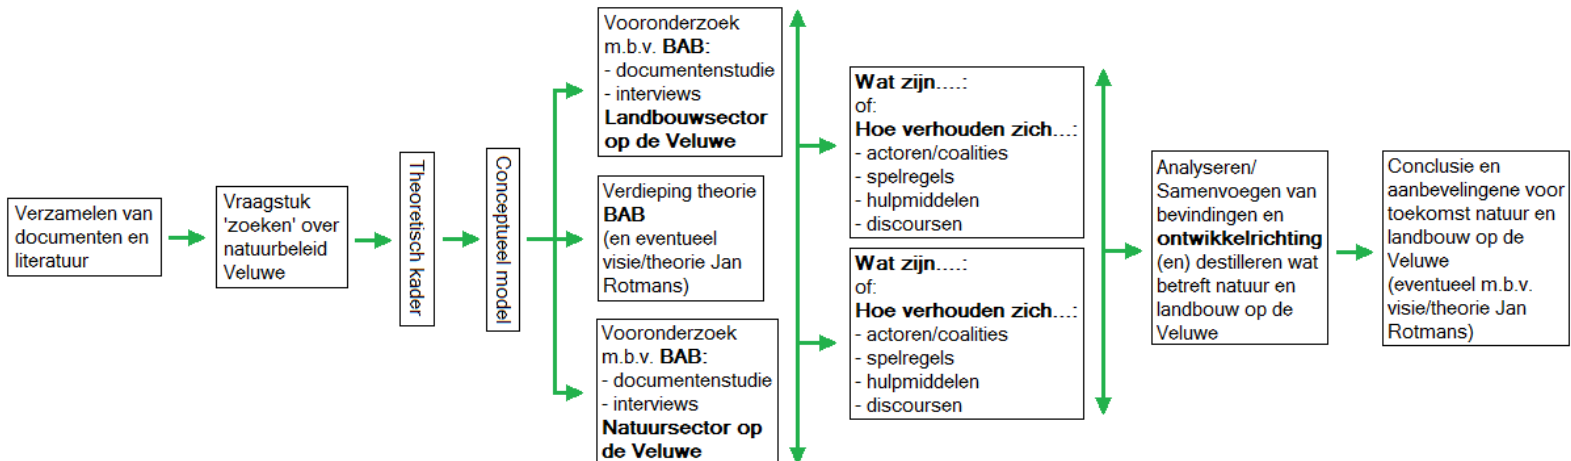 Verzamelen van
documenten en
literatuur
Vraagstuk
'zoeken' over
natuurbeleid
Veluwe
Theoretisch kader
Conceptueel model
Vooronderzoek
m.b.v. BAB:
- documentenstudie
- interviews
Landbouwsector
op de Veluwe
Verdieping theorie
BAB
(en eventueel
visie/theorie Jan
Rotmans)
Vooronderzoek
m.b.v. BAB:
- documentenstudie
- interviews
Natuursector op
de Veluwe
Wat zijn....:
of:
Hoe verhouden zich...:
- actoren/coalities
- spelregels
- hulpmiddelen
- discoursen
Wat zijn....:
of:
Hoe verhouden zich...:
- actoren/coalities
- spelregels
- hulpmiddelen
- discoursen
Analyseren/
Samenvoegen van
bevindingen en
ontwikkelrichting
(en) destilleren wat
betreft natuur en
landbouw op de
Veluwe
Conclusie en
aanbevelingene voor
toekomst natuur en
landbouw op de
Veluwe
(eventueel m.b.v.
visie/theorie Jan
Rotmans)